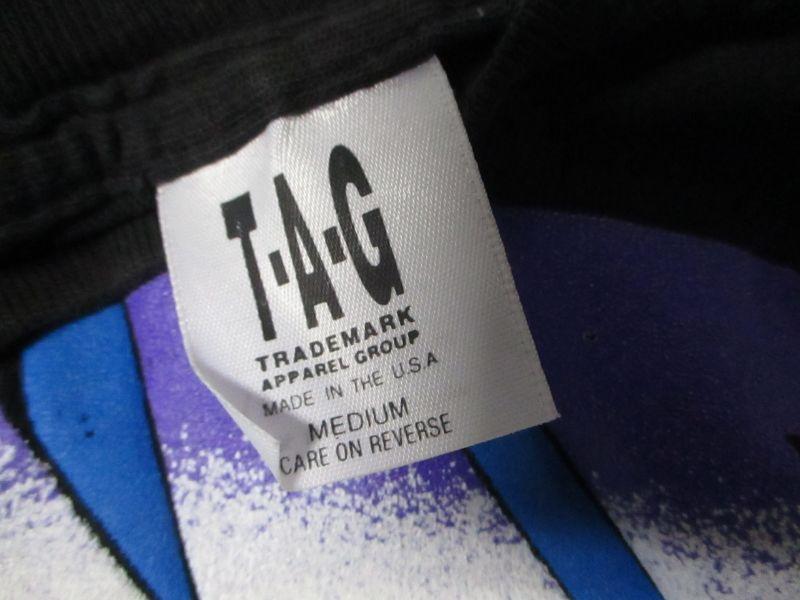 T·A·G
TRADEMARK
APPAREL GROUP
MADE IN THE U.S.A
MEDIUM
CARE ON REVERSE